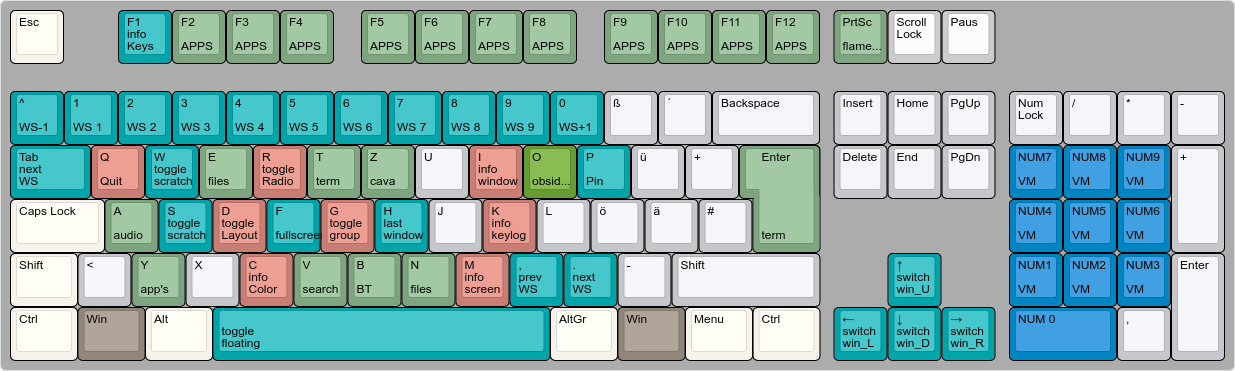 Esc F1 F2 F3 F4 F5 F6 F7 F8 F9 F10 F11 F12 PrtSc Scroll Paus
info Lock
Keys APPS APPS APPS APPS APPS APPS APPS APPS APPS APPS APPS flame...
^ 1 2 3 4 5 6 7 8 9 0 ß ´ Backspace Insert Home PgUp Num / * -
Lock
WS-1 WS 1 WS 2 WS 3 WS 4 WS 5 WS 6 WS 7 WS 8 WS 9 WS+1
Tab Q W E R T Z U I O P ü + Enter Delete End PgDn NUM7 NUM8 NUM9 +
next toggle toggle info
WS Quit scratch files Radio term cava window obsid... Pin VM VM VM
Caps Lock A S D F G H J K L ö ä # NUM4 NUM5 NUM6
toggle toggle toggle last info
audio scratch Layout fullscreen group window keylog term VM VM VM
Shift < Y X C V B N M , . - Shift ↑ NUM1 NUM2 NUM3 Enter
info info prev next switch
app's Color search BT files screen WS WS win_U VM VM VM
Ctrl Win Alt AltGr Win Menu Ctrl ← ↓ → NUM 0 ,
toggle switch switch switch
floating win_L win_D win_R